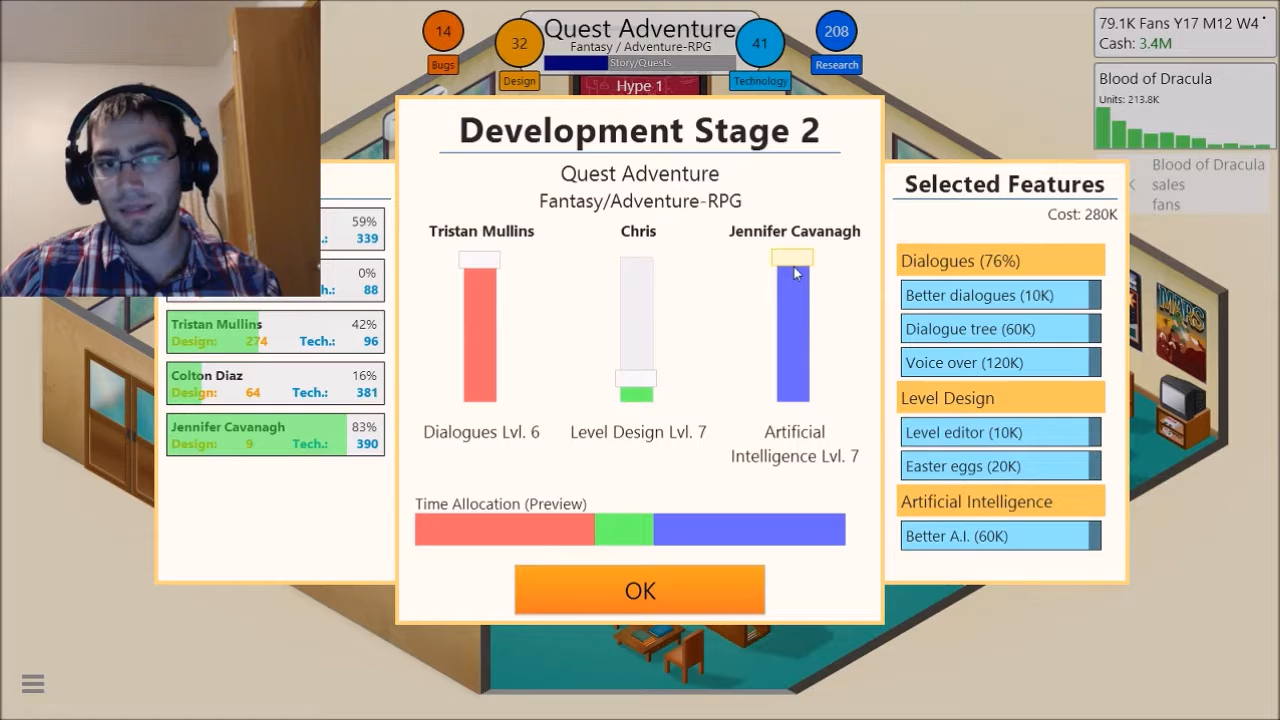 14
Bugs
32
Design
Quest Adventure
Fantasy / Adventure-RPG
Story/Quests
Hype 1
41
Technology
208
Research
79.1K Fans Y17 M12 W4
Cash: 3.4M
Blood of Dracula
Units: 213.8K
Blood of Dracula
sales
fans
59%
.: 339
0%
.: 88
Tristan Mullins 42%
Design: 274 Tech.: 96
Colton Diaz 16%
Design: 64 Tech.: 381
Jennifer Cavanagh 83%
Design: 9 Tech.: 390
Development Stage 2
Quest Adventure
Fantasy/Adventure-RPG
Tristan Mullins Chris Jennifer Cavanagh
Dialogues Lvl. 6 Level Design Lvl. 7 Artificial
Intelligence Lvl. 7
Time Allocation (Preview)
OK
Selected Features
Cost: 280K
Dialogues (76%)
Better dialogues (10K)
Dialogue tree (60K)
Voice over (120K)
Level Design
Level editor (10K)
Easter eggs (20K)
Artificial Intelligence
Better A.I. (60K)
MARS